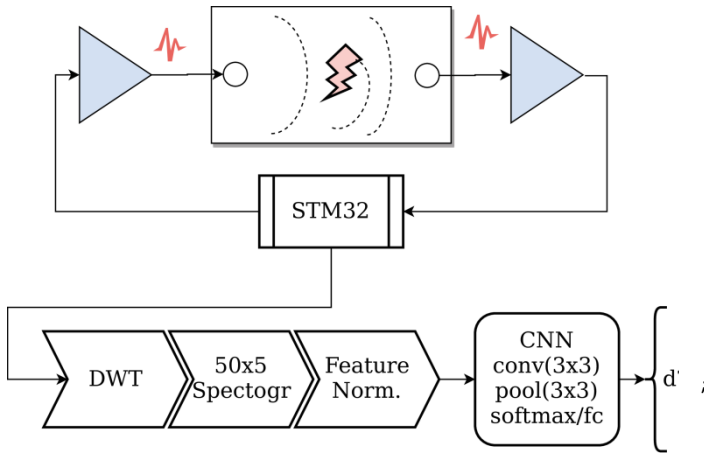 STM32
DWT
50x5
Spectogr
Feature
Norm.
CNN
conv(3x3)
pool(3x3)
softmax/fc